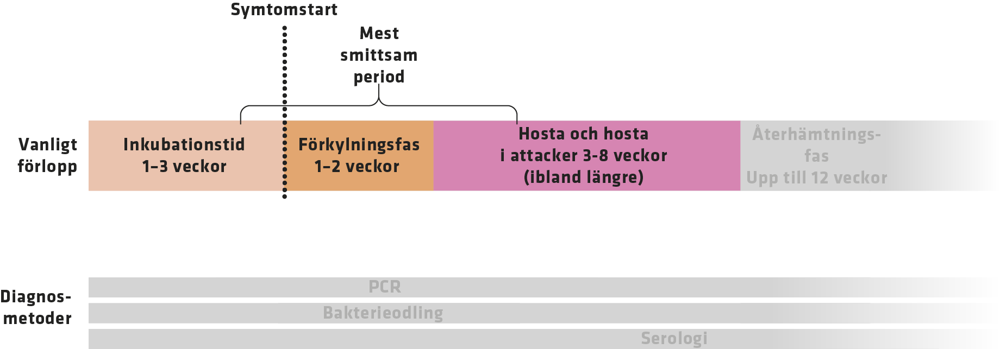 Symtomstart
Mest
smittsam
period
Vanligt
förlopp
Inkubationstid
1–3 veckor
Förkylningsfas
1–2 veckor
Hosta och hosta
i attacker 3-8 veckor
(ibland längre)
Återhämtnings-
fas
Upp till 12 veckor
Diagnos-
metoder
PCR
Bakterieodling
Serologi